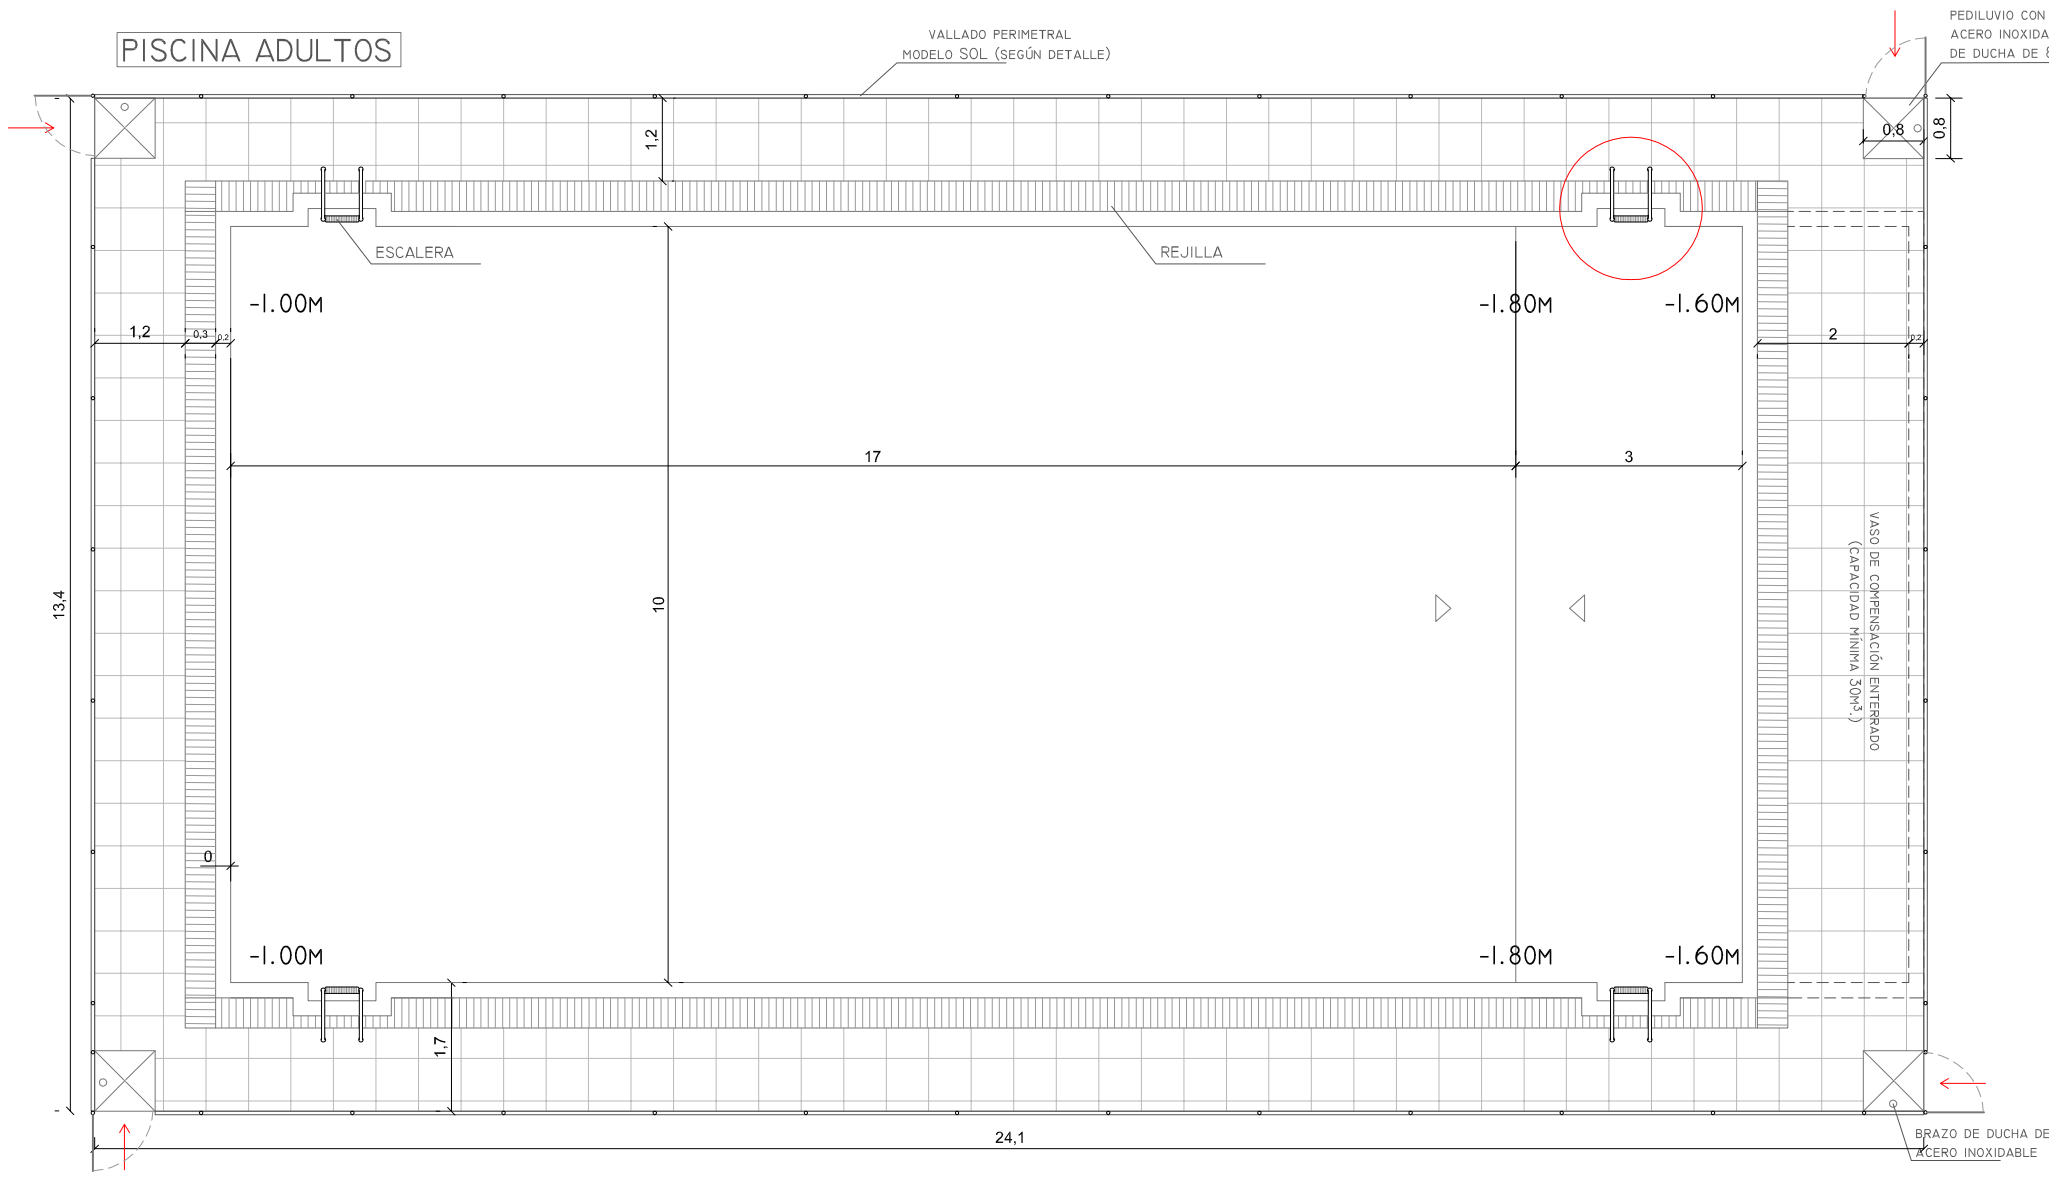 PISCINA ADULTOS
VALLADO PERIMETRAL
MODELO SOL (SEGÚN DETALLE)
PEDILUVIO CON
ACERO INOXIDA
DE DUCHA DE 8
1,2
0,8
0,8
ESCALERA
REJILLA
-1.00M
-1.80M
-1.60M
1,2
0,3
0,2
2
0,2
17
3
13,4
10
VASO DE COMPENSACIÓN ENTERRADO
(CAPACIDAD MÍNIMA 30M³.)
0
-1.00M
-1.80M
-1.60M
1,7
24,1
BRAZO DE DUCHA DE
ACERO INOXIDABLE